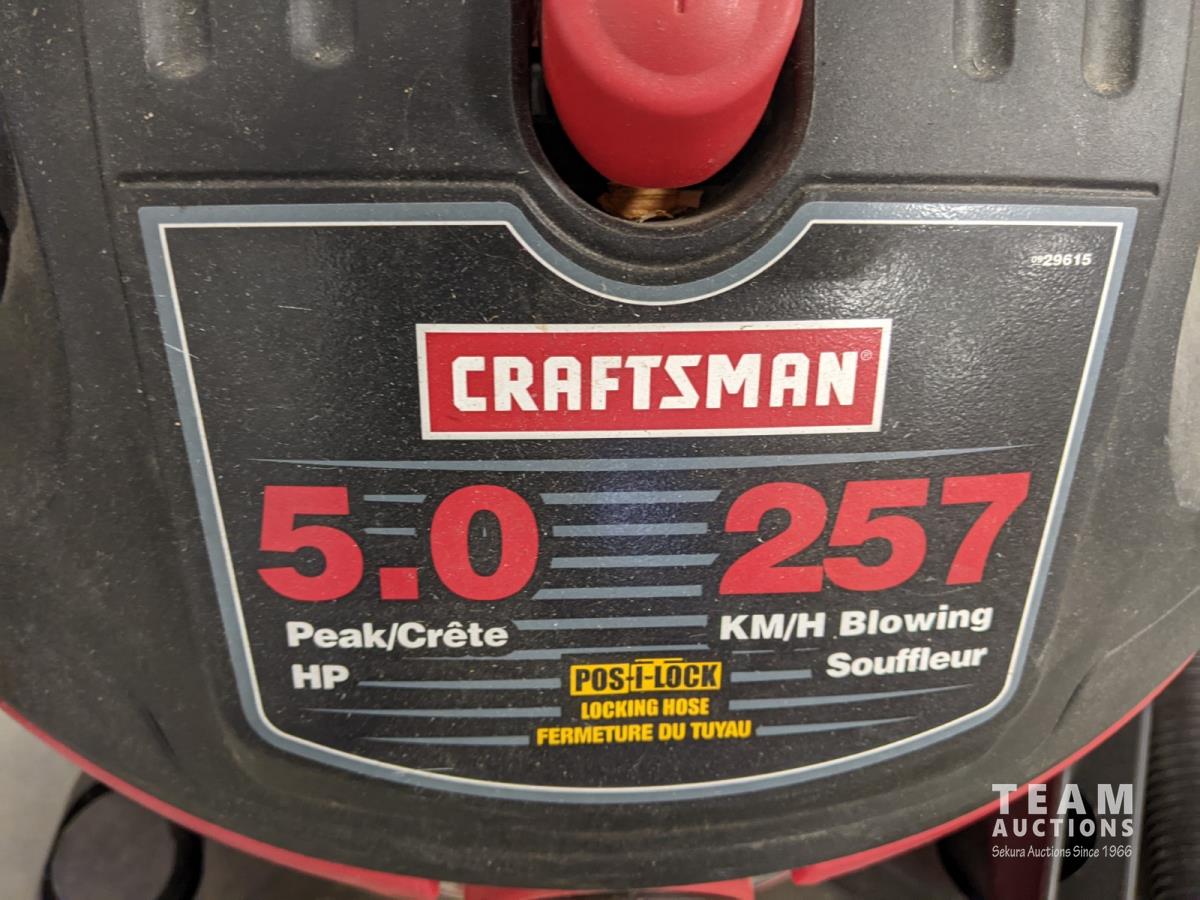 0929615
CRAFTSMAN®
5.0
257
Peak/Crête
HP
KM/H Blowing
Souffleur
POS-I-LOCK
LOCKING HOSE
FERMETURE DU TUYAU
TEAM
AUCTIONS
Sekura Auctions Since 1966